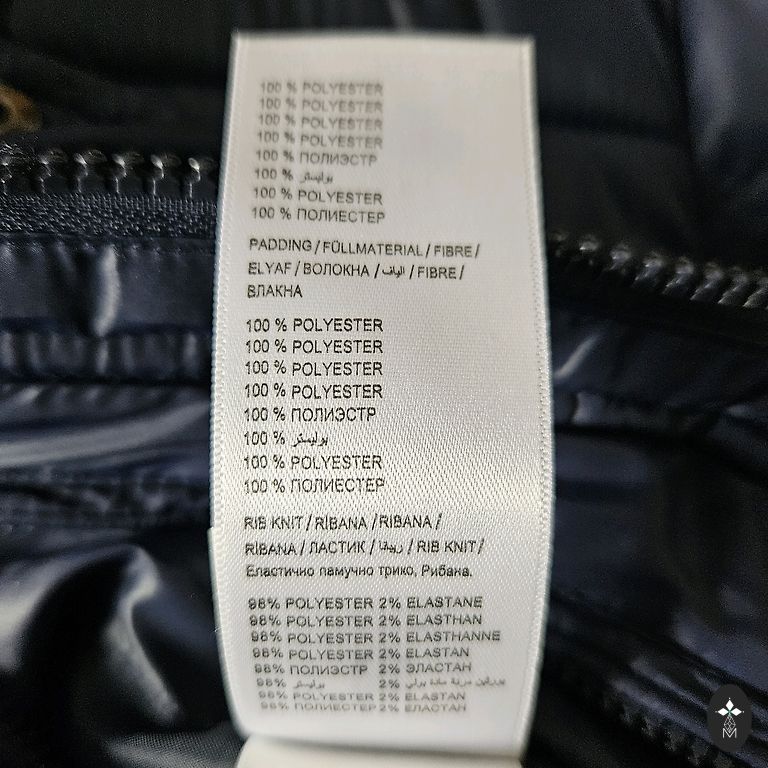 100 % POLYESTER
100 % POLYESTER
100 % POLYESTER
100 % POLYESTER
100 % ПОЛИЭСТР
100 % بوليستر
100 % POLYESTER
100 % ПОЛИЕСТЕР
PADDING / FÜLLMATERIAL / FIBRE /
ELYAF / ВОЛОКНА / الياف / FIBRE /
ВЛАКНА
100 % POLYESTER
100 % POLYESTER
100 % POLYESTER
100 % POLYESTER
100 % ПОЛИЭСТР
100 % بوليستر
100 % POLYESTER
100 % ПОЛИЕСТЕР
RIB KNIT / RİBANA / RIBANA /
RİBANA / ЛАСТИК / ريبانا / RIB KNIT /
Еластично памучно трико, Рибана.
98% POLYESTER 2% ELASTANE
98% POLYESTER 2% ELASTHAN
98% POLYESTER 2% ELASTHANNE
98% POLYESTER 2% ELASTAN
98% ПОЛИЭСТР 2% ЭЛАСТАН
98% بوليستر 2%
98% POLYESTER 2% ELASTAN
98% ПОЛИЕСТЕР 2% ЕЛАСТАН
M